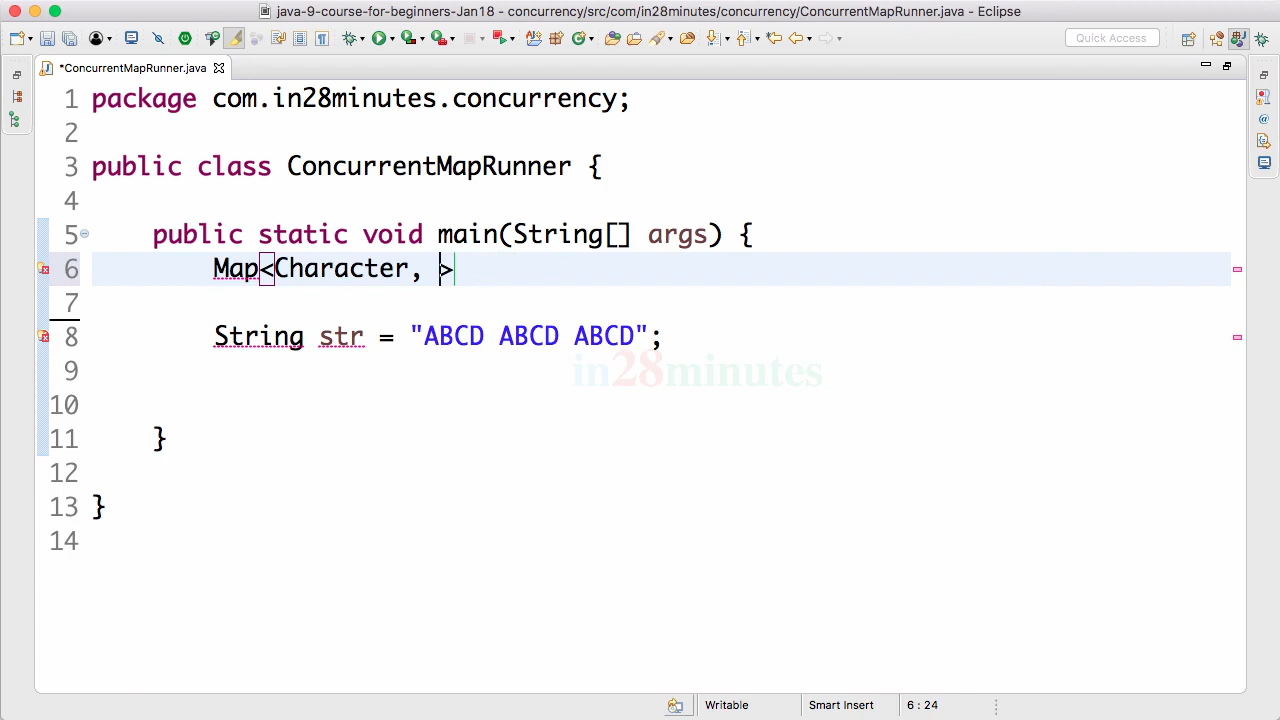 java-9-course-for-beginners-Jan18 - concurrency/src/com/in28minutes/concurrency/ConcurrentMapRunner.java - Eclipse
Quick Access
*ConcurrentMapRunner.java
1 package com.in28minutes.concurrency;
2
3 public class ConcurrentMapRunner {
4
5 public static void main(String[] args) {
6 Map<Character, >
7
8 String str = "ABCD ABCD ABCD";
9
in28minutes
10
11 }
12
13 }
14
Writable Smart Insert 6 : 24